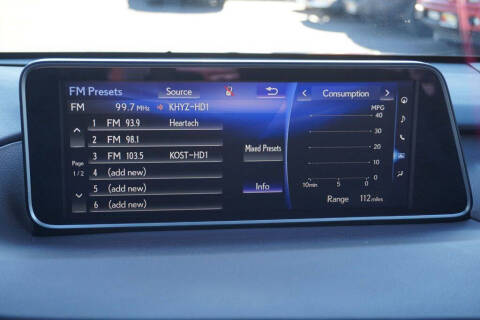 FM Presets Source
FM 99.7 MHz KHYZ-HD1
1 FM 93.9 Heartach
2 FM 98.1
3 FM 103.5 KOST-HD1
4 (add new)
5 (add new)
6 (add new)
Page
1/2
Mixed Presets
Info
Consumption
MPG
40
30
20
10
0
10min 5 0
Range 112 miles